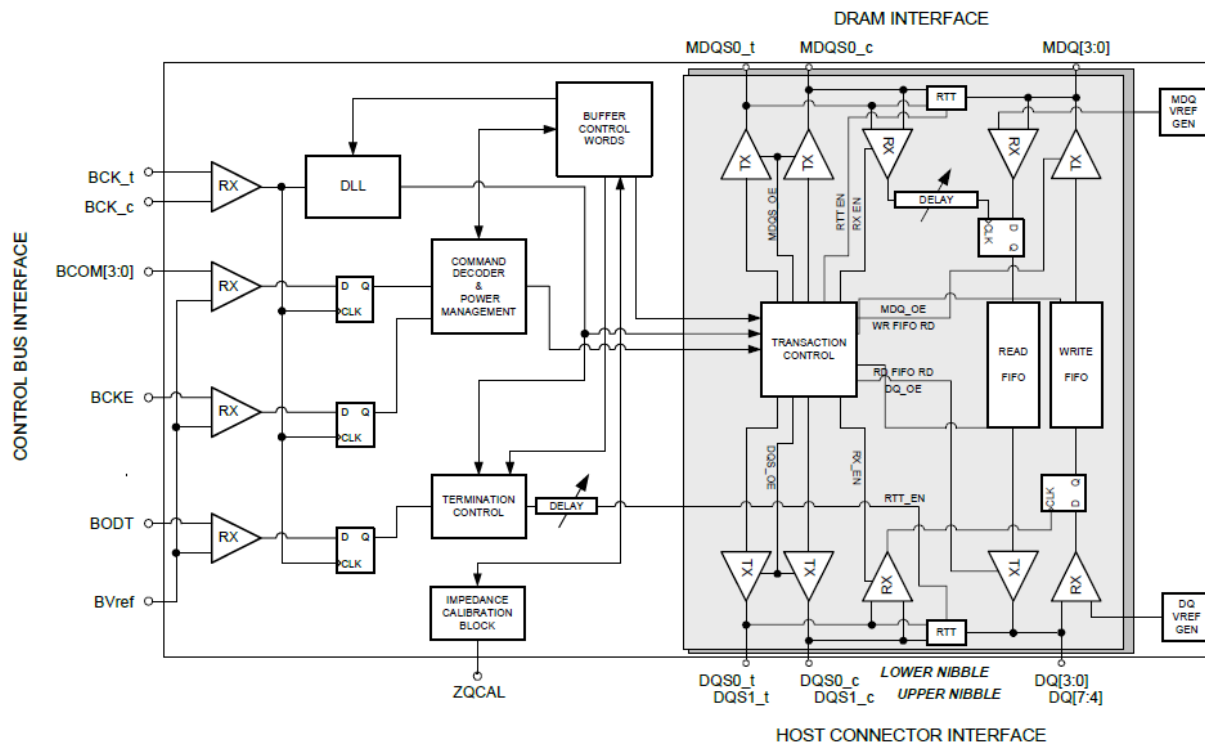 DRAM INTERFACE
MDQS0_t
MDQS0_c
MDQ[3:0]
RTT
MDQ
VREF
GEN
BUFFER
CONTROL
WORDS
TX
TX
RX
RX
TX
BCK_t
BCK_c
RX
DLL
MDQS_OE
RTT EN
RX EN
DELAY
CLK
D
Q
CONTROL BUS INTERFACE
BCOM[3:0]
RX
D Q
CLK
COMMAND
DECODER
&
POWER
MANAGEMENT
TRANSACTION
CONTROL
MDQ_OE
WR FIFO RD
RD FIFO RD
DQ_OE
READ
FIFO
WRITE
FIFO
BCKE
RX
D Q
CLK
DQS_OE
RX_EN
TERMINATION
CONTROL
DELAY
RTT_EN
CLK
Q
D
BODT
RX
D Q
CLK
TX
TX
RX
TX
RX
BVref
IMPEDANCE
CALIBRATION
BLOCK
RTT
DQ
VREF
GEN
ZQCAL
DQS0_t
DQS1_t
DQS0_c
DQS1_c
LOWER NIBBLE
UPPER NIBBLE
DQ[3:0]
DQ[7:4]
HOST CONNECTOR INTERFACE